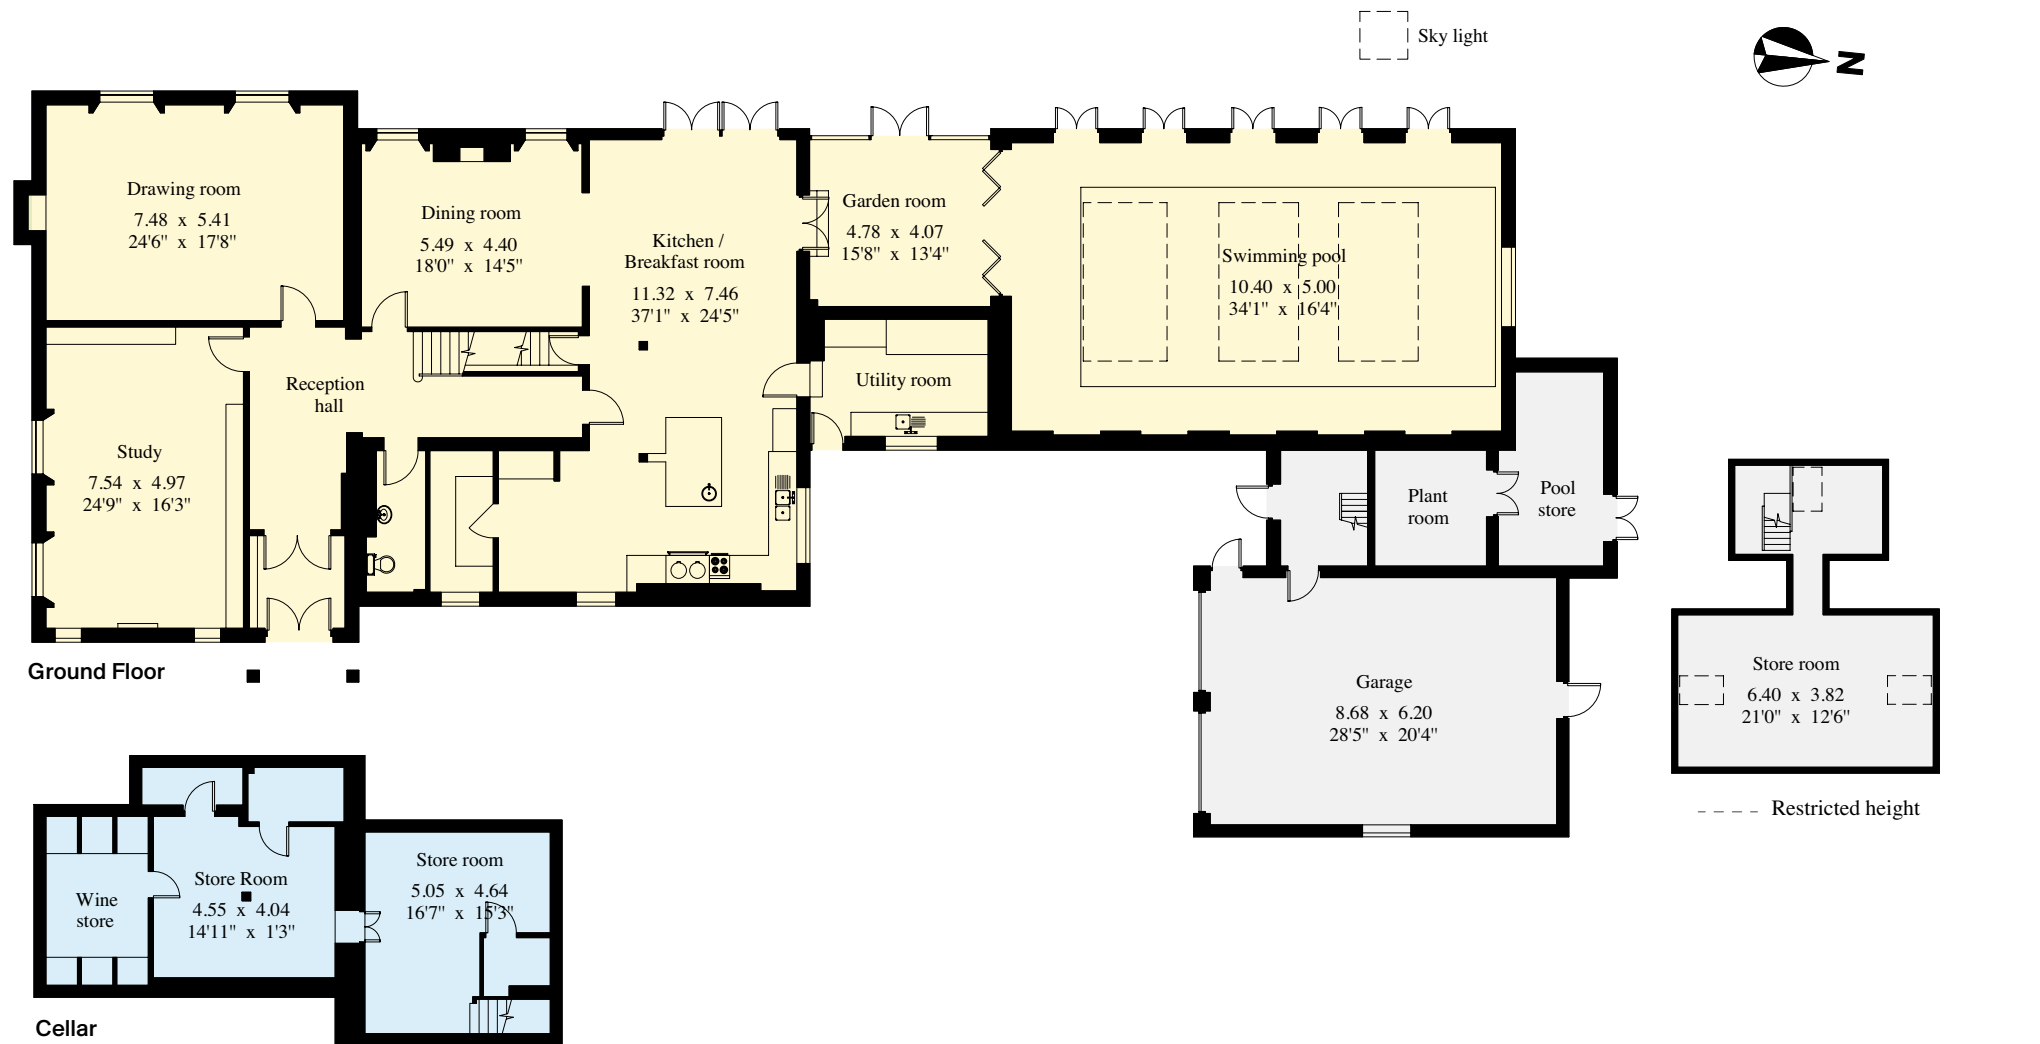 Sky light
N
Drawing room
7.48 x 5.41
24'6" x 17'8"
Dining room
5.49 x 4.40
18'0" x 14'5"
Kitchen /
Breakfast room
11.32 x 7.46
37'1" x 24'5"
Garden room
4.78 x 4.07
15'8" x 13'4"
Swimming pool
10.40 x 5.00
34'1" x 16'4"
Reception
hall
Utility room
Study
7.54 x 4.97
24'9" x 16'3"
Plant
room
Pool
store
Ground Floor
Garage
8.68 x 6.20
28'5" x 20'4"
Store room
6.40 x 3.82
21'0" x 12'6"
Restricted height
Wine
store
Store Room
4.55 x 4.04
14'11" x 1'3"
Store room
5.05 x 4.64
16'7" x 15'3"
Cellar